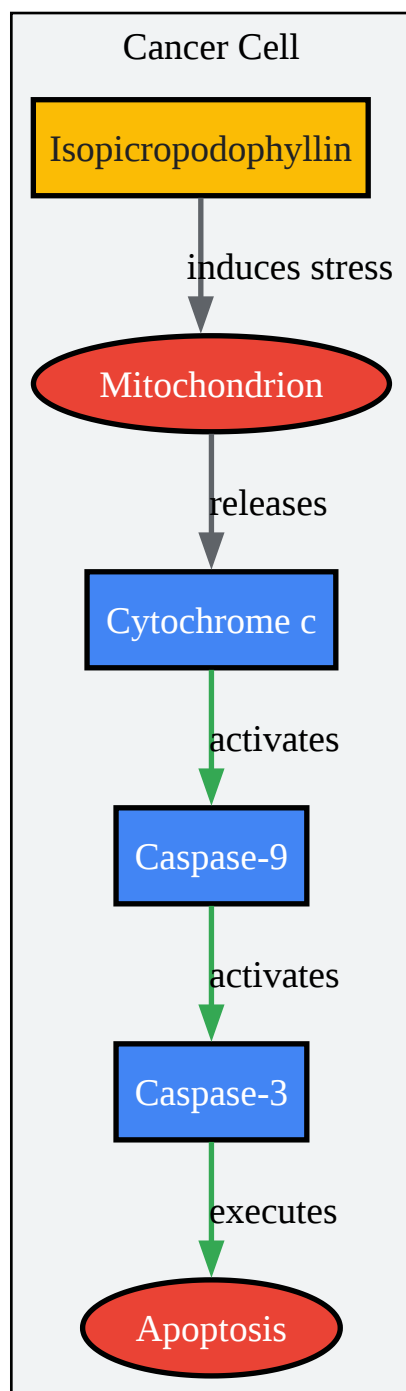 Cancer Cell
Isopicropodophyllin
induces stress
Mitochondrion
releases
Cytochrome c
activates
Caspase-9
activates
Caspase-3
executes
Apoptosis